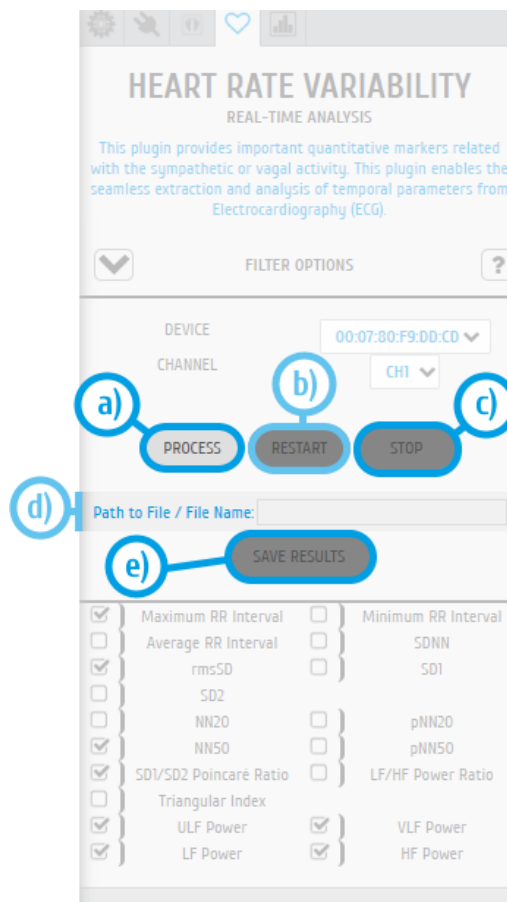 HEART RATE VARIABILITY
REAL-TIME ANALYSIS
This plugin provides important quantitative markers related
with the sympathetic or vagal activity. This plugin enables the
seamless extraction and analysis of temporal parameters from
Electrocardiography (ECG).
FILTER OPTIONS ?
DEVICE 00:07:80:F9:DD:CD
CHANNEL CH1
a) b) c)
PROCESS RESTART STOP
d) Path to File / File Name:
e) SAVE RESULTS
Maximum RR Interval Minimum RR Interval
Average RR Interval SDNN
rmsSD SD1
SD2
NN20 pNN20
NN50 pNN50
SD1/SD2 Poincaré Ratio LF/HF Power Ratio
Triangular Index
ULF Power VLF Power
LF Power HF Power